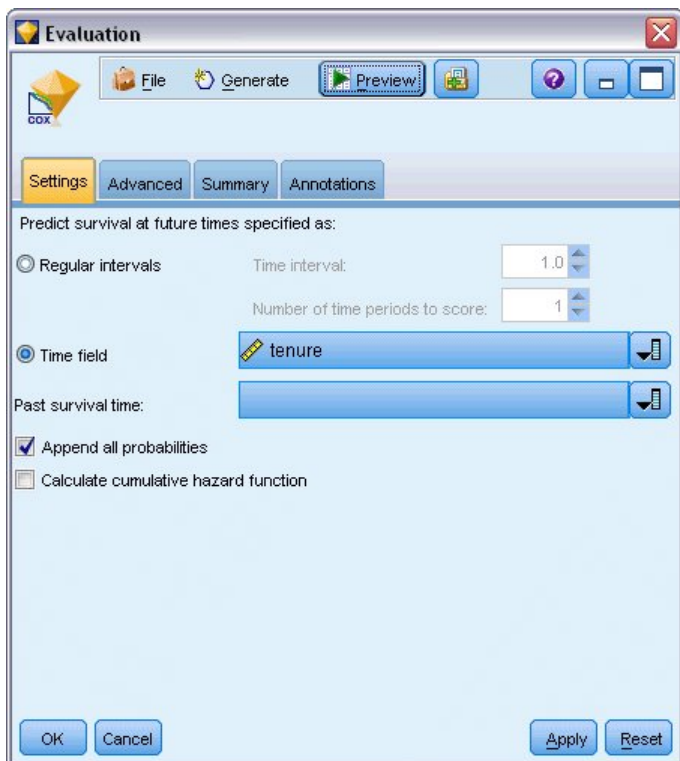 Evaluation
File Generate Preview
COX
Settings Advanced Summary Annotations
Predict survival at future times specified as:
Regular intervals Time interval: 1.0
Number of time periods to score: 1
Time field tenure
Past survival time:
Append all probabilities
Calculate cumulative hazard function
OK Cancel Apply Reset